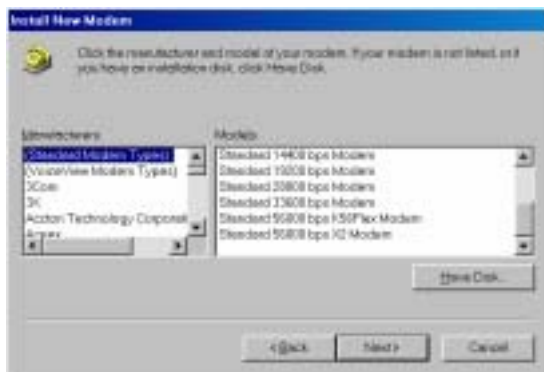 Install New Modem
Click the manufacturer and model of your modem. If your modem is not listed, or if
you have an installation disk, click Have Disk.
Manufacturers:
(Standard Modem Types)
(VoiceView Modem Types)
3Com
3X
Acton Technology Corporat
Models:
Standard 14400 bps Modem
Standard 19200 bps Modem
Standard 28800 bps Modem
Standard 33600 bps Modem
Standard 56000 bps K56Flex Modem
Standard 56000 bps X2 Modem
Have Disk...
< Back
Next >
Cancel